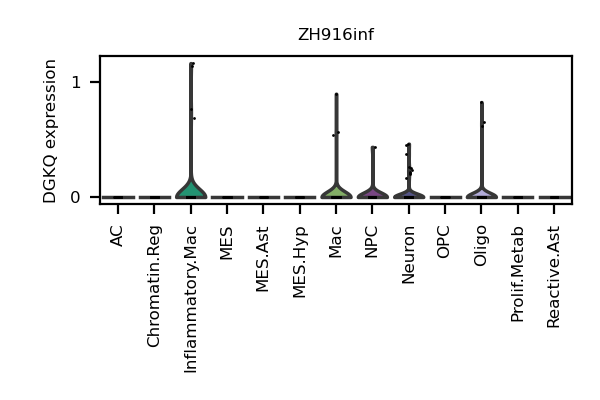 ZH916inf
DGKQ expression
1
0
AC
Chromatin.Reg
Inflammatory.Mac
MES
MES.Ast
MES.Hyp
Mac
NPC
Neuron
OPC
Oligo
Prolif.Metab
Reactive.Ast